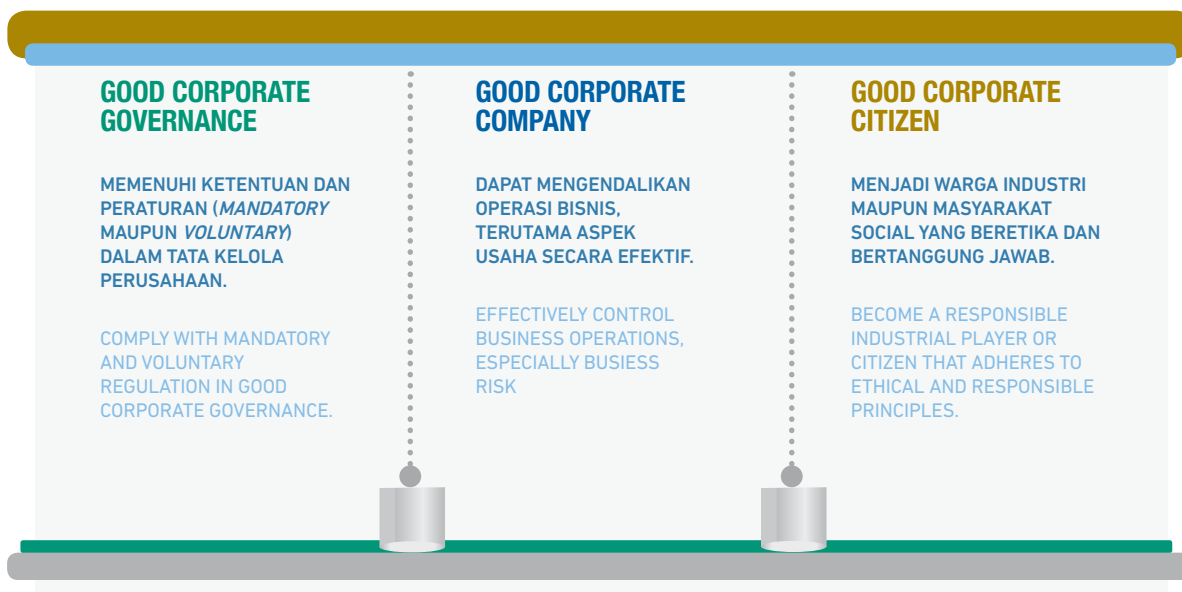 GOOD CORPORATE
GOVERNANCE
MEMENUHI KETENTUAN DAN
PERATURAN (MANDATORY
MAUPUN VOLUNTARY)
DALAM TATA KELOLA
PERUSAHAAN.
COMPLY WITH MANDATORY
AND VOLUNTARY
REGULATION IN GOOD
CORPORATE GOVERNANCE.
GOOD CORPORATE
COMPANY
DAPAT MENGENDALIKAN
OPERASI BISNIS,
TERUTAMA ASPEK
USAHA SECARA EFEKTIF.
EFFECTIVELY CONTROL
BUSINESS OPERATIONS,
ESPECIALLY BUSIESS
RISK
GOOD CORPORATE
CITIZEN
MENJADI WARGA INDUSTRI
MAUPUN MASYARAKAT
SOCIAL YANG BERETIKA DAN
BERTANGGUNG JAWAB.
BECOME A RESPONSIBLE
INDUSTRIAL PLAYER OR
CITIZEN THAT ADHERES TO
ETHICAL AND RESPONSIBLE
PRINCIPLES.